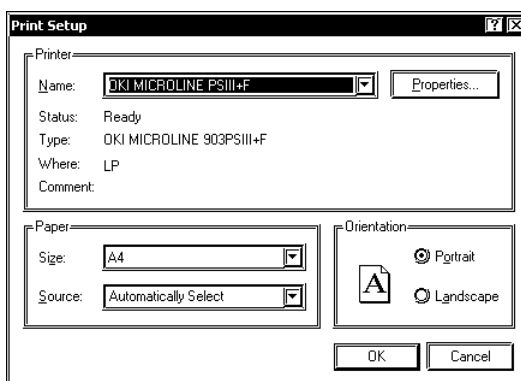 Print Setup
Printer
Name: OKI MICROLINE PSIII+F Properties...
Status: Ready
Type: OKI MICROLINE 903PSIII+F
Where: LP
Comment:
Paper
Size: A4
Source: Automatically Select
Orientation
A
Portrait
Landscape
OK Cancel